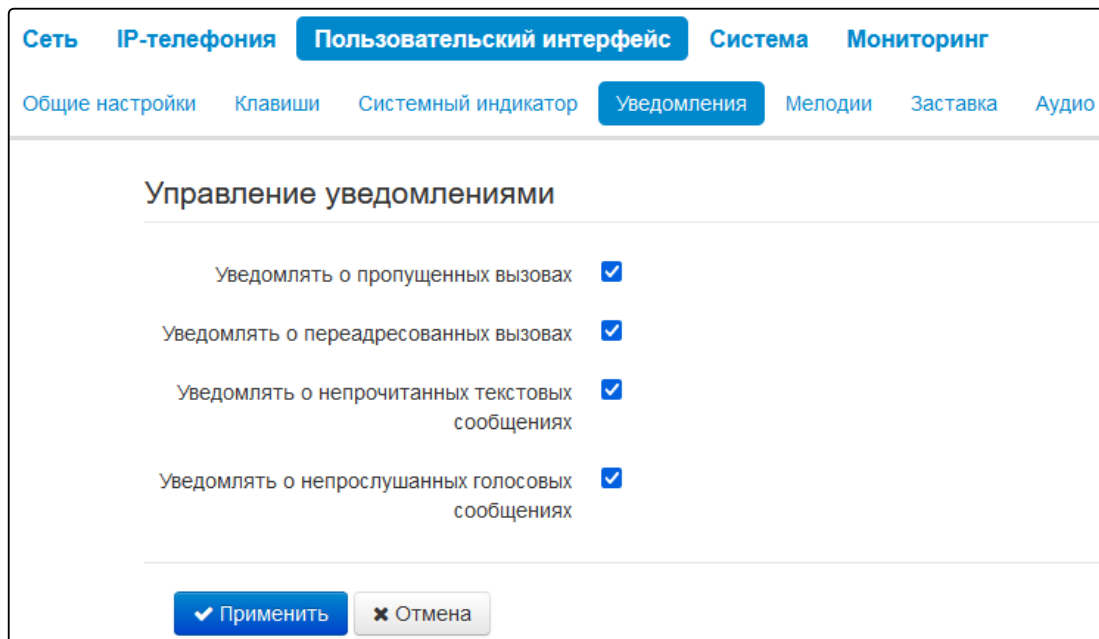 Сеть IP-телефония Пользовательский интерфейс Система Мониторинг
Общие настройки Клавиши Системный индикатор Уведомления Мелодии Заставка Аудио
Управление уведомлениями
Уведомлять о пропущенных вызовах
Уведомлять о переадресованных вызовах
Уведомлять о непрочитанных текстовых
сообщениях
Уведомлять о непрослушанных голосовых
сообщениях
Применить Отмена